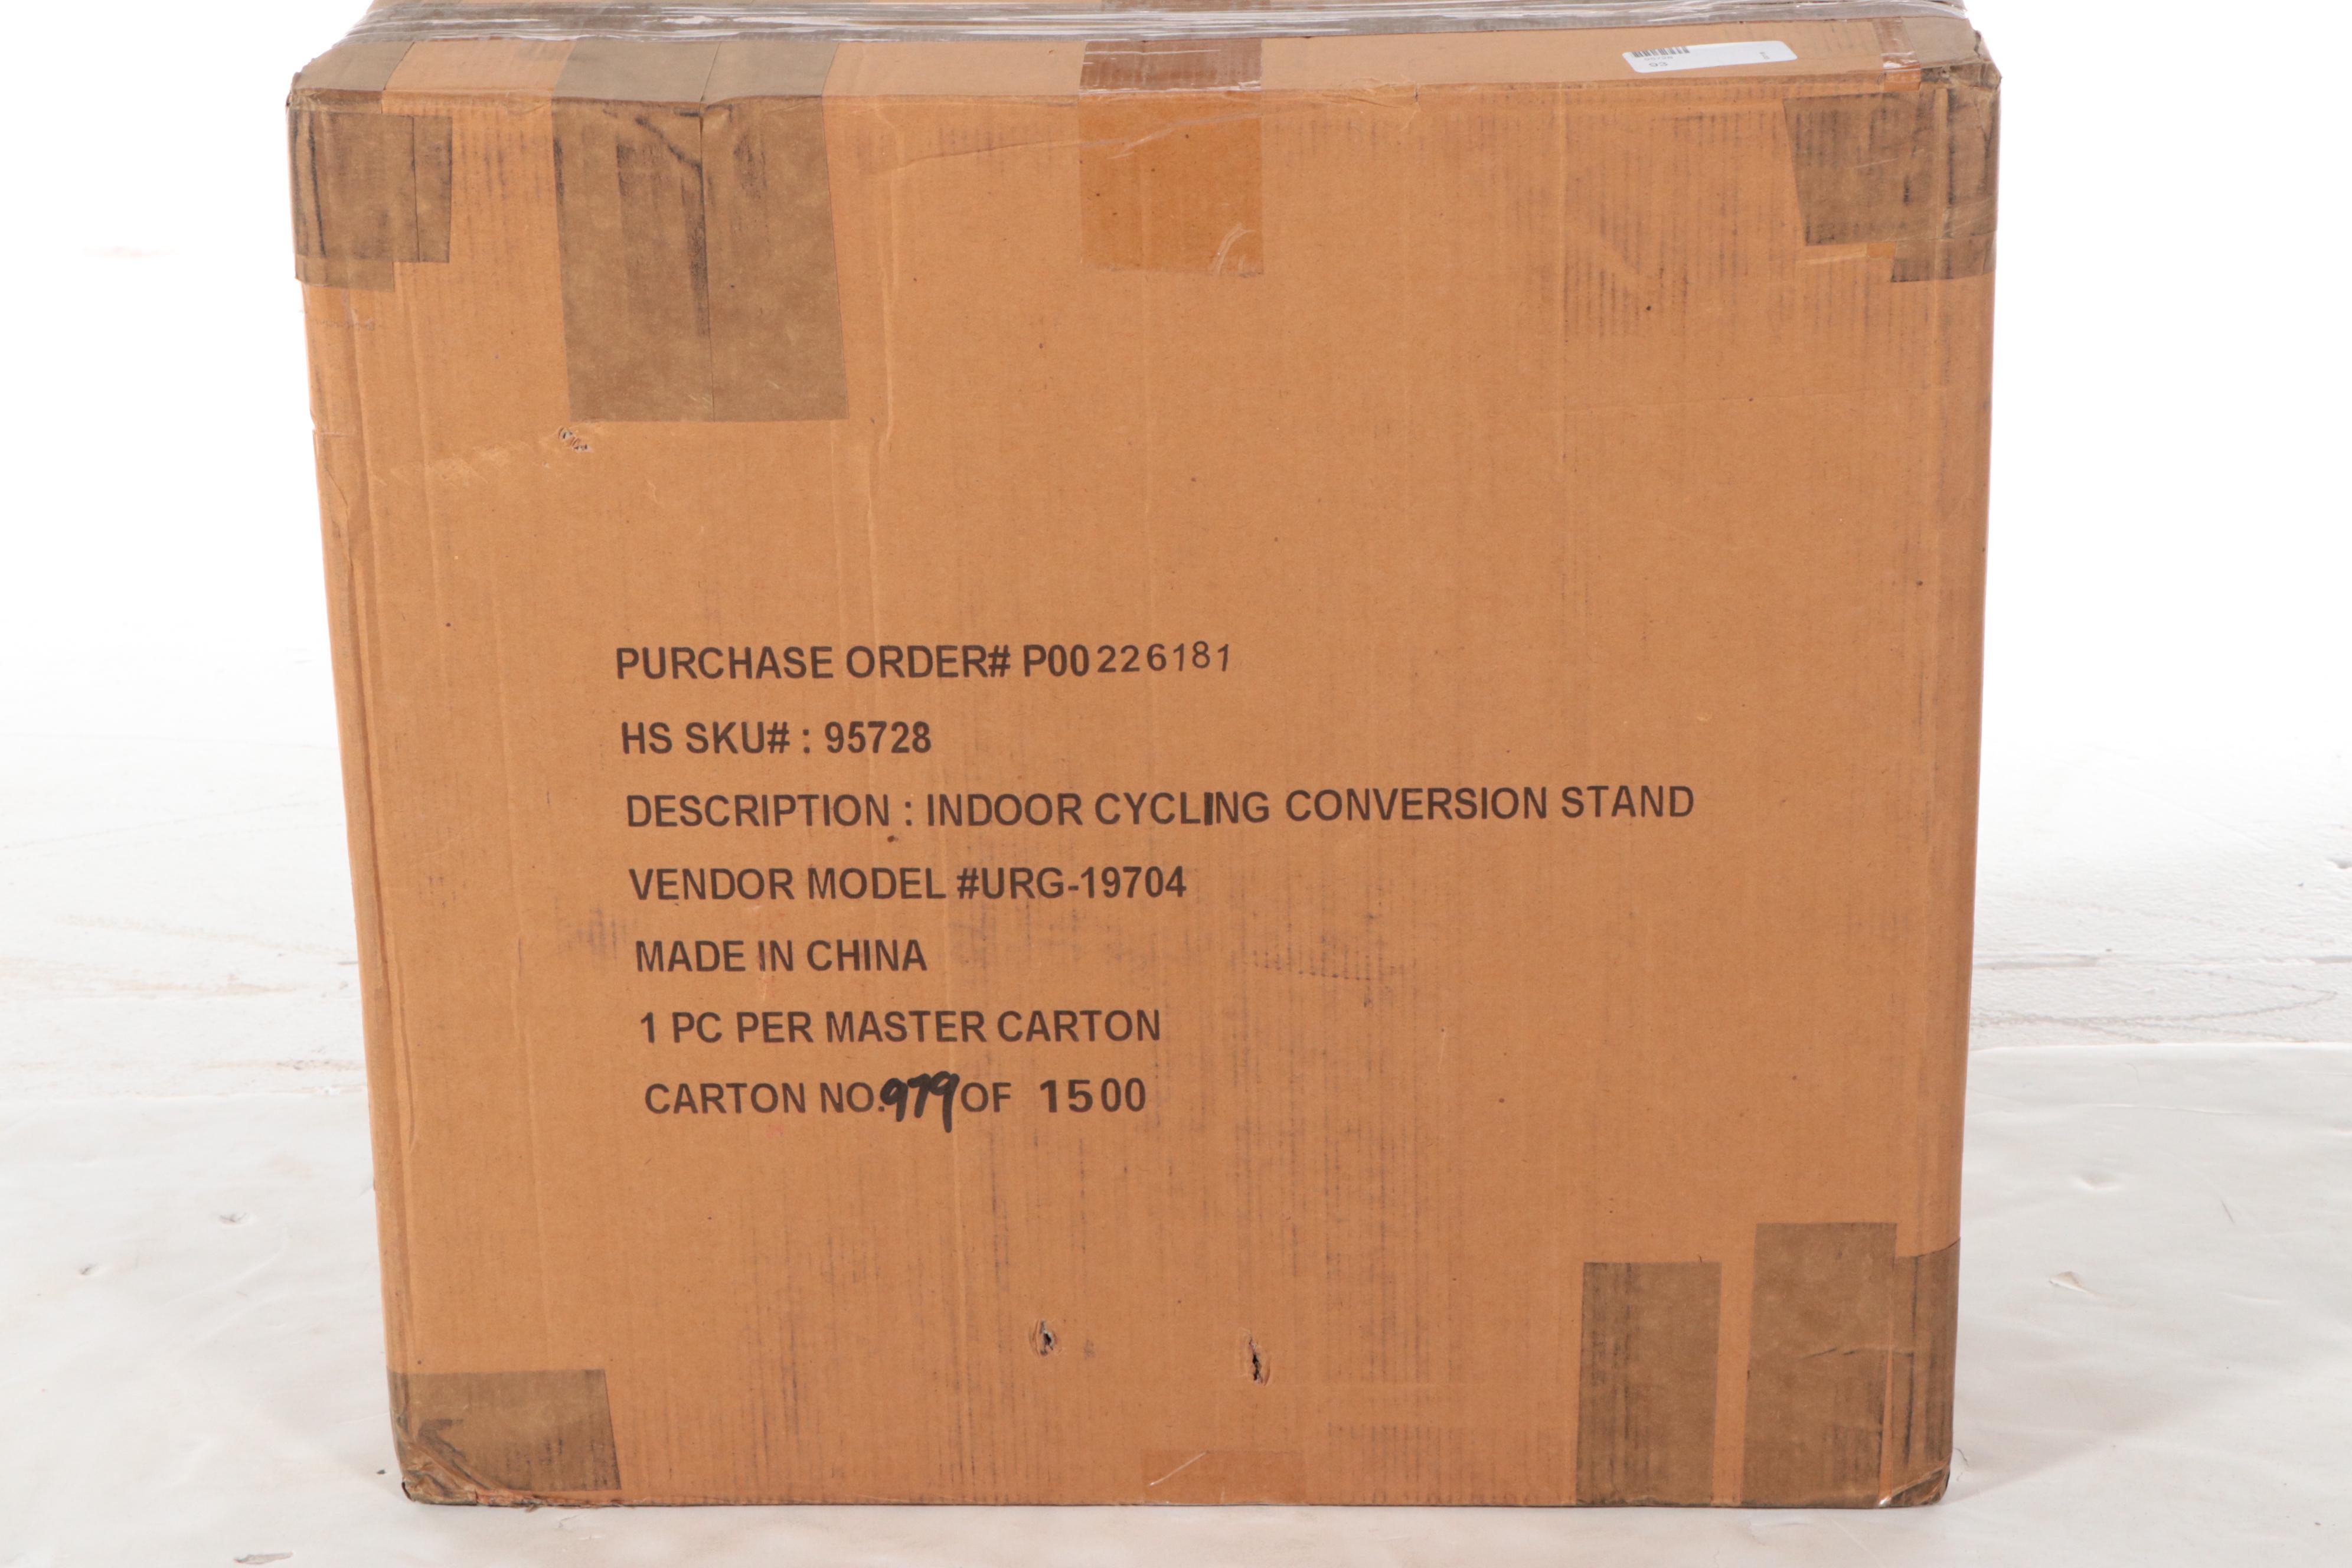 93
PURCHASE ORDER# P00226181
HS SKU# : 95728
DESCRIPTION : INDOOR CYCLING CONVERSION STAND
VENDOR MODEL #URG-19704
MADE IN CHINA
1 PC PER MASTER CARTON
CARTON NO.979 OF 1500